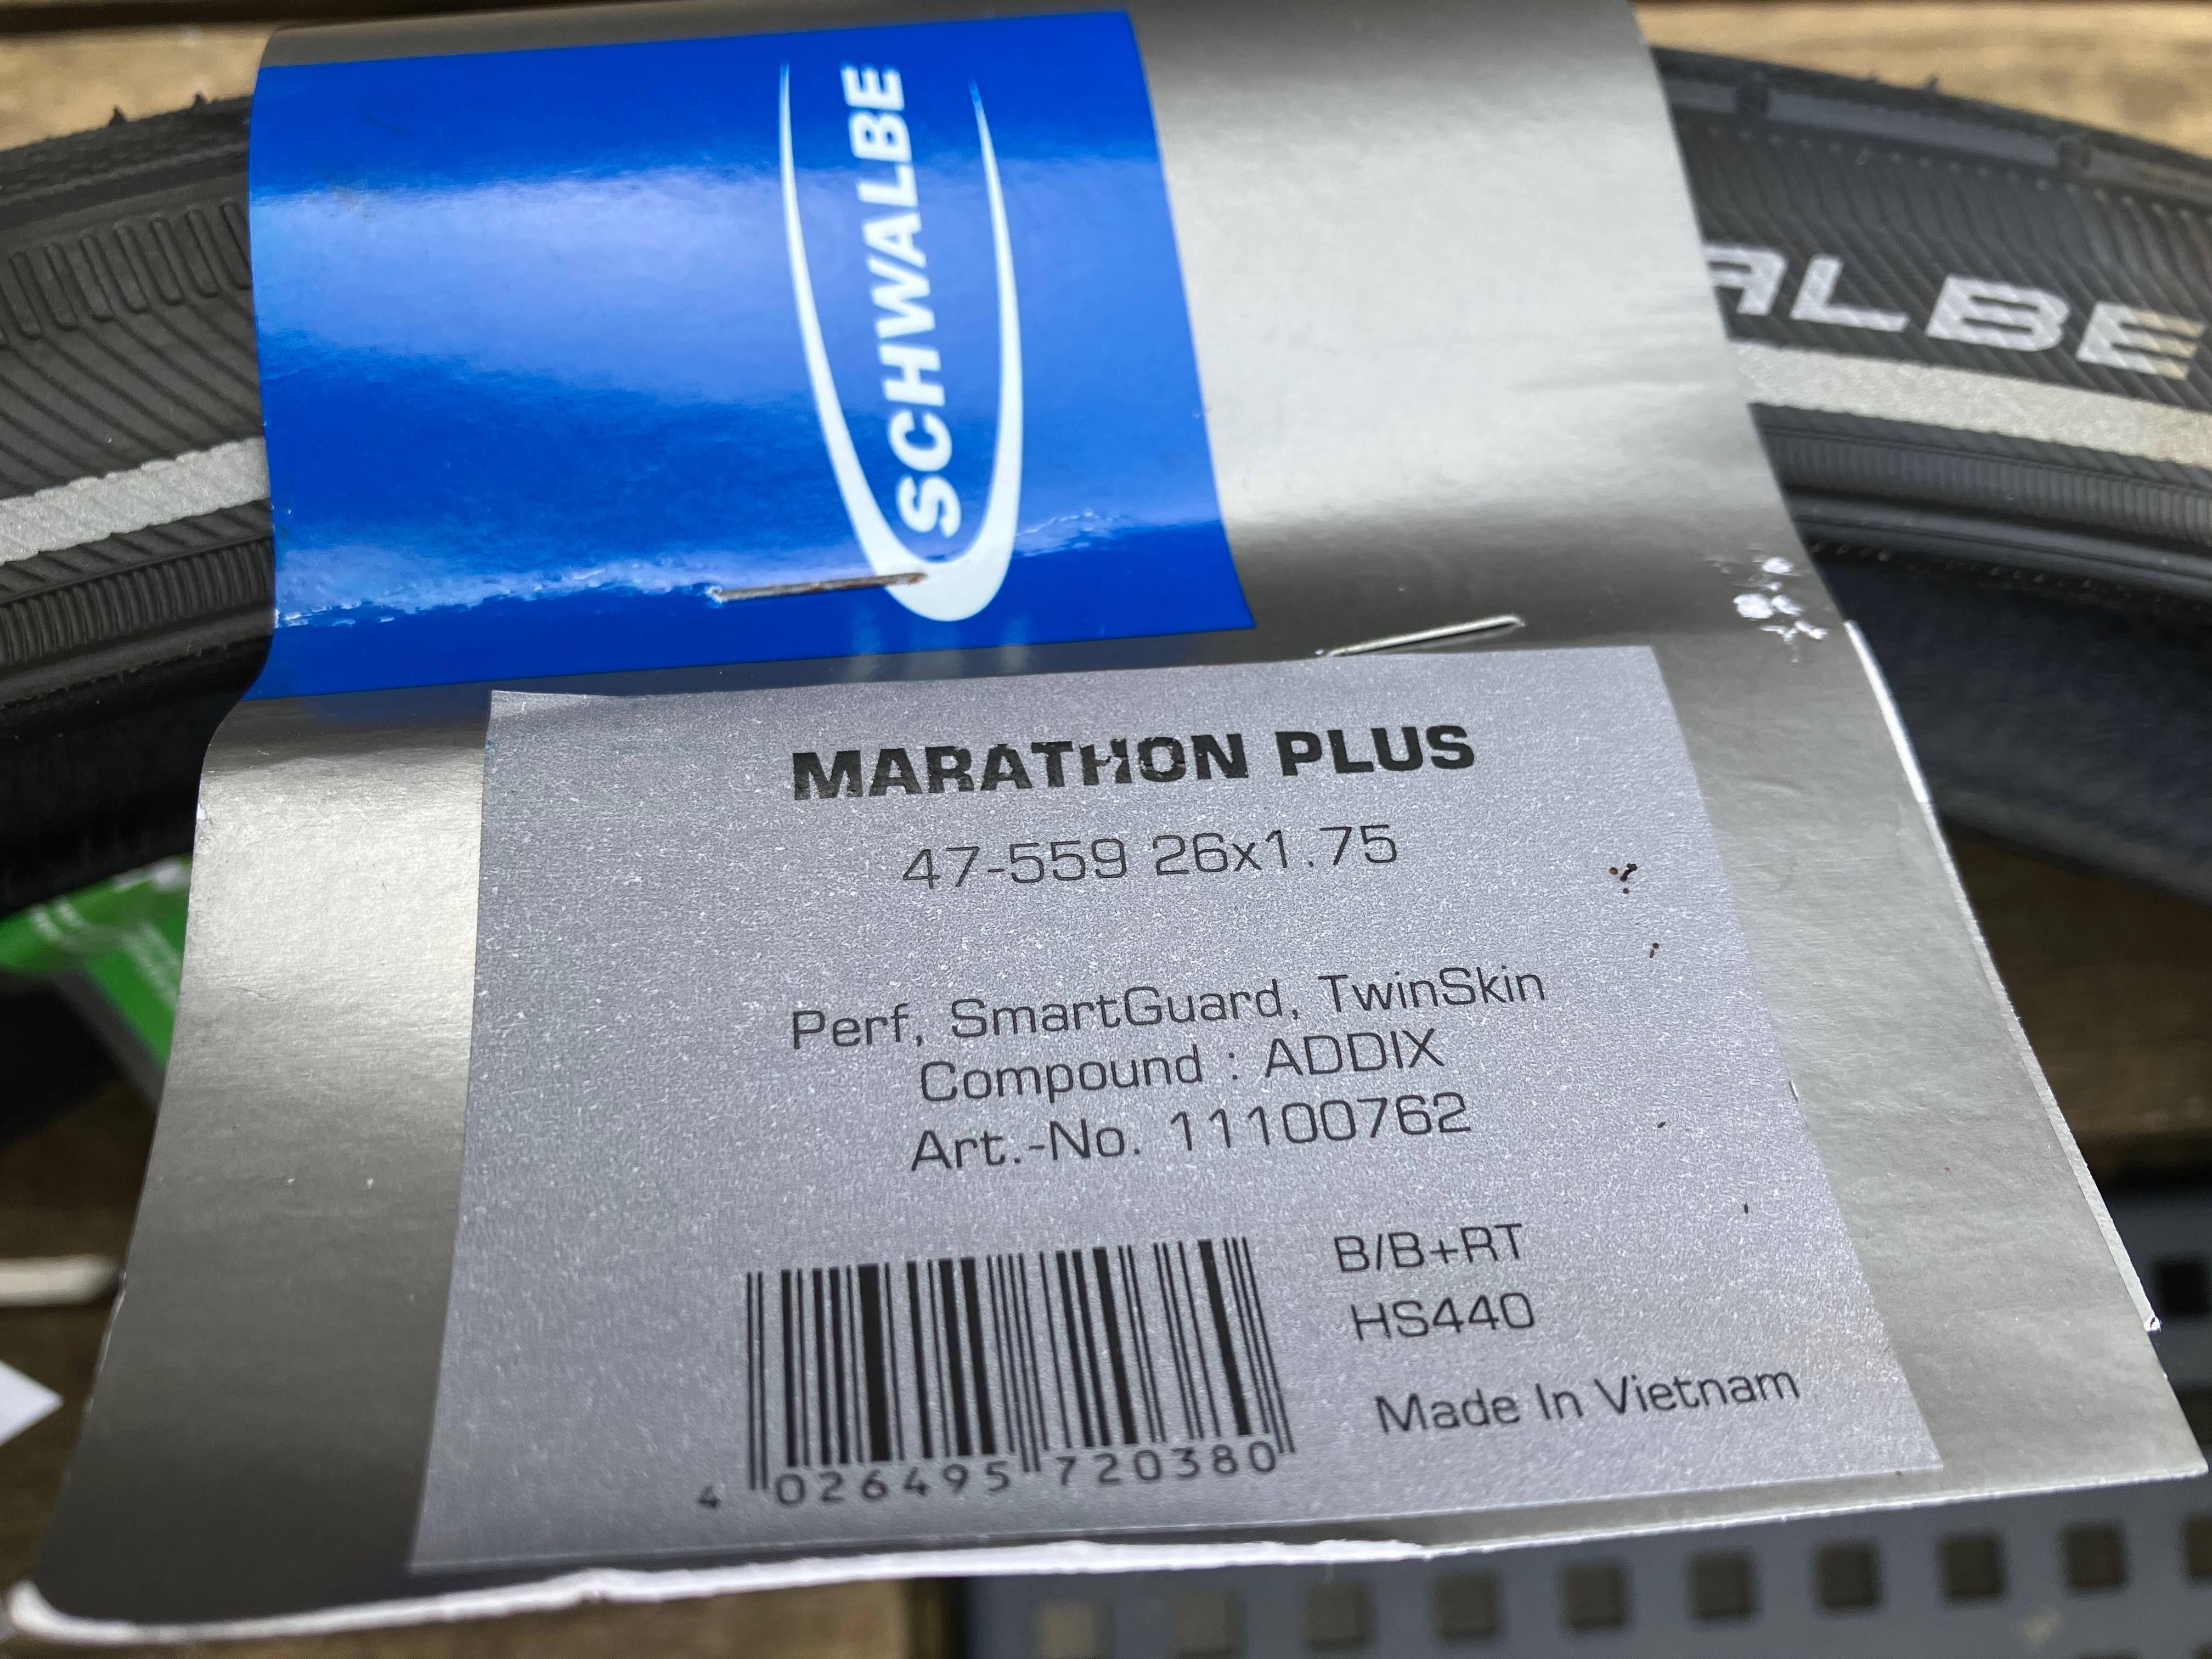 SCHWALBE
ALBE
MARATHON PLUS
47-559 26x1.75
Perf, SmartGuard, TwinSkin
Compound : ADDIX
Art.-No. 11100762
B/B+RT
HS440
Made In Vietnam
4 026495 720380